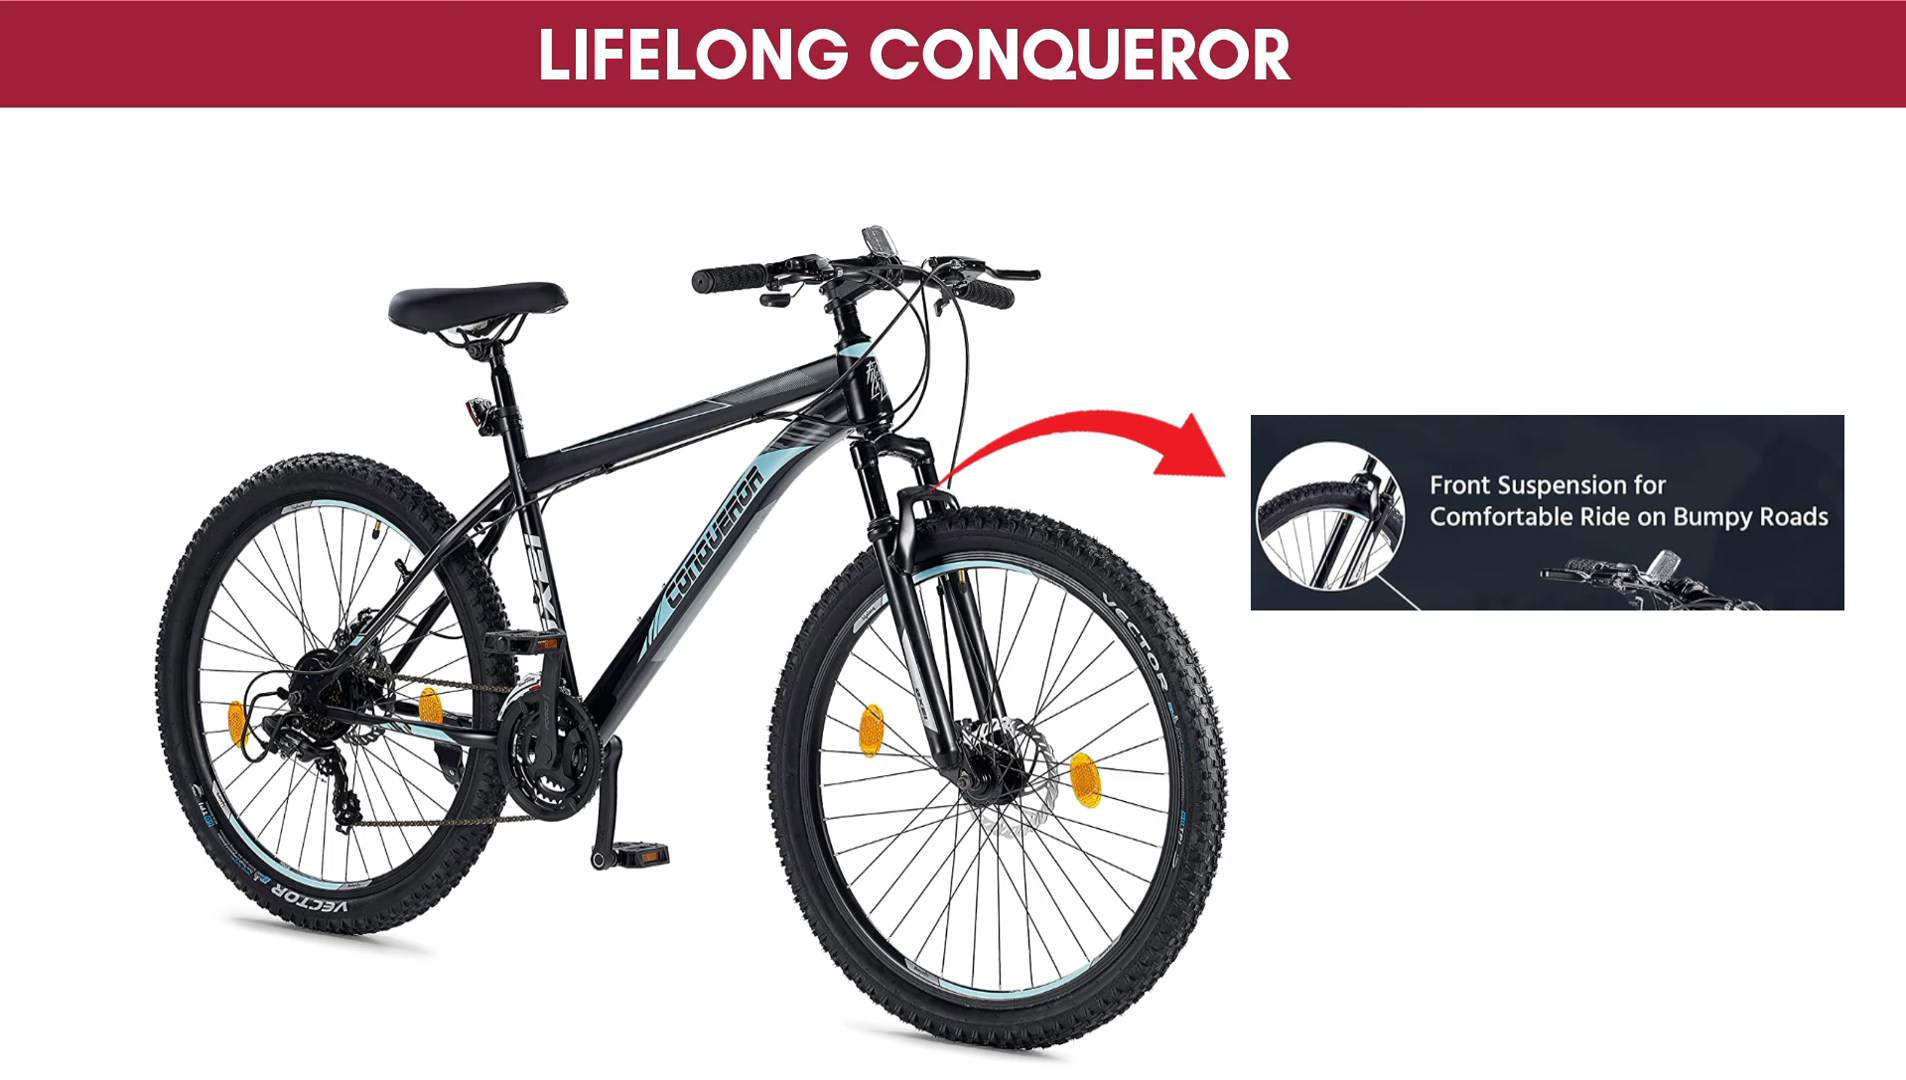 LIFELONG CONQUEROR
Front Suspension for
Comfortable Ride on Bumpy Roads
CONQUEROR
VECTOR
VECTOR